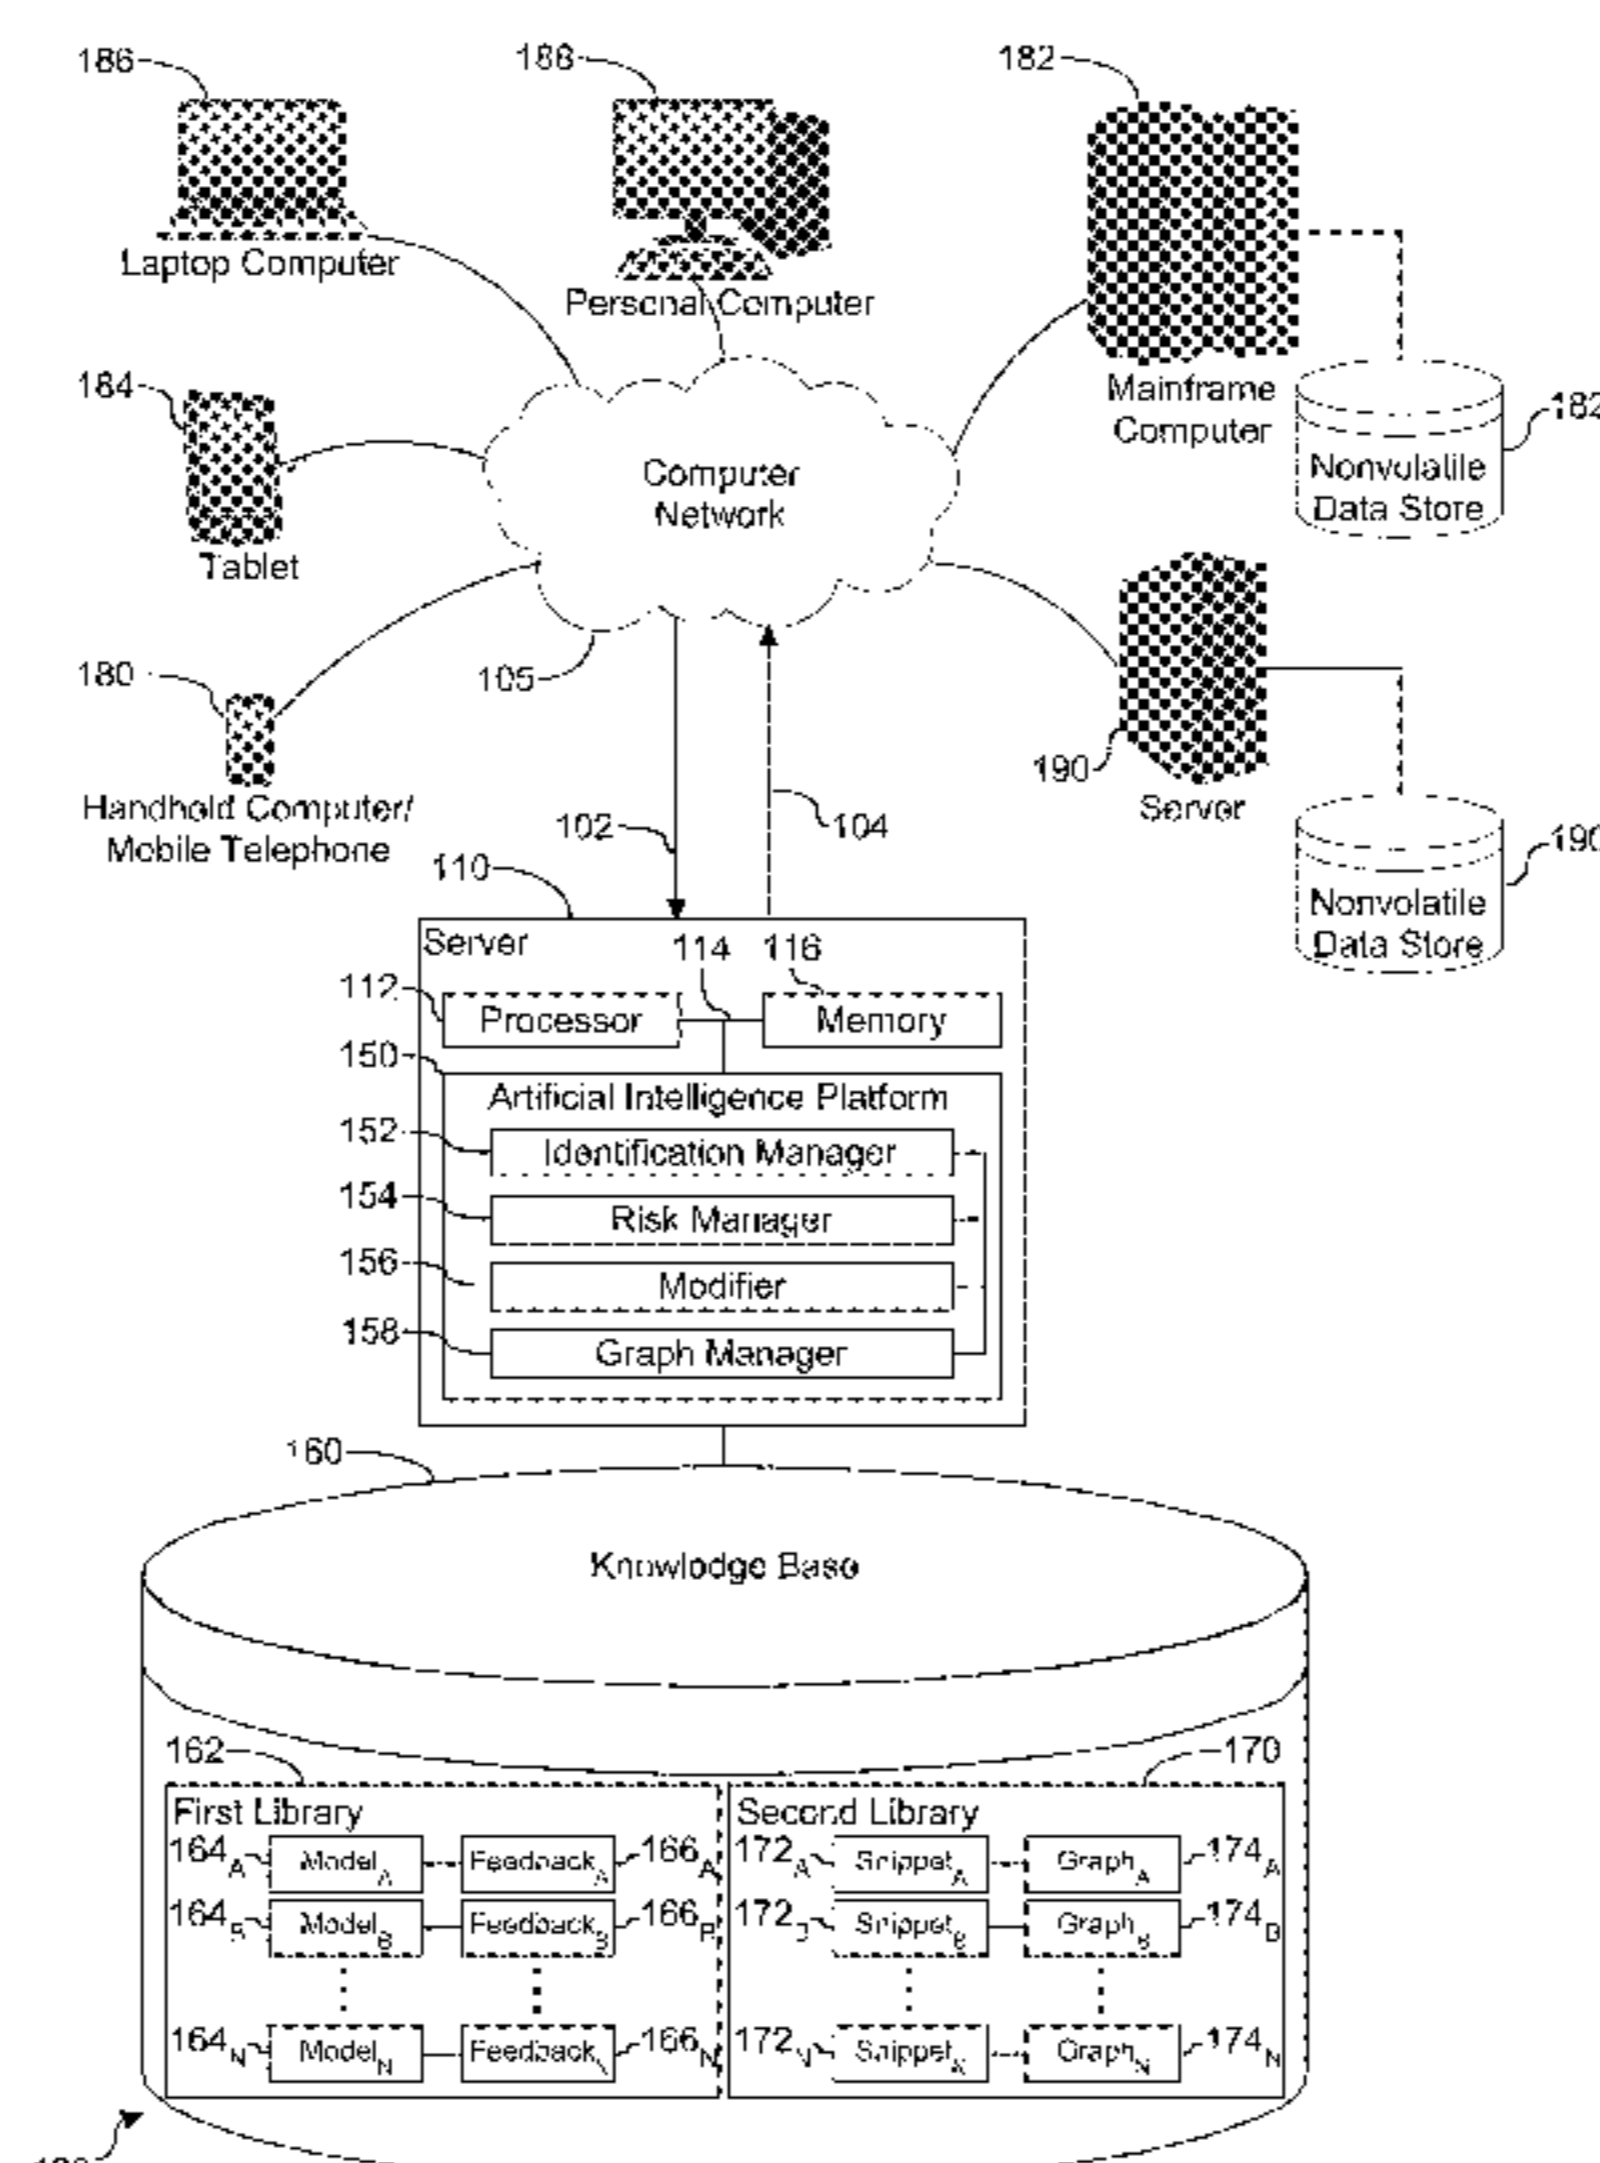 186
188
182
Laptop Computer
Personal Computer
184
Mainframe
Computer
182
Nonvolatile
Data Store
Computer
Network
Tablet
180
105
190
Server
Handheld Computer/
Mobile Telephone
102
104
190
Nonvolatile
Data Store
110
Server
114
116
112
Processor
Memory
150
Artificial Intelligence Platform
152
Identification Manager
154
Risk Manager
156
Modifier
158
Graph Manager
160
Knowledge Base
162
170
First Library
Second Library
164A ModelA FeedbackA 166A
172A SnippetA GraphA 174A
164B ModelB FeedbackB 166B
172B SnippetB GraphB 174B
164N ModelN FeedbackN 166N
172N SnippetN GraphN 174N